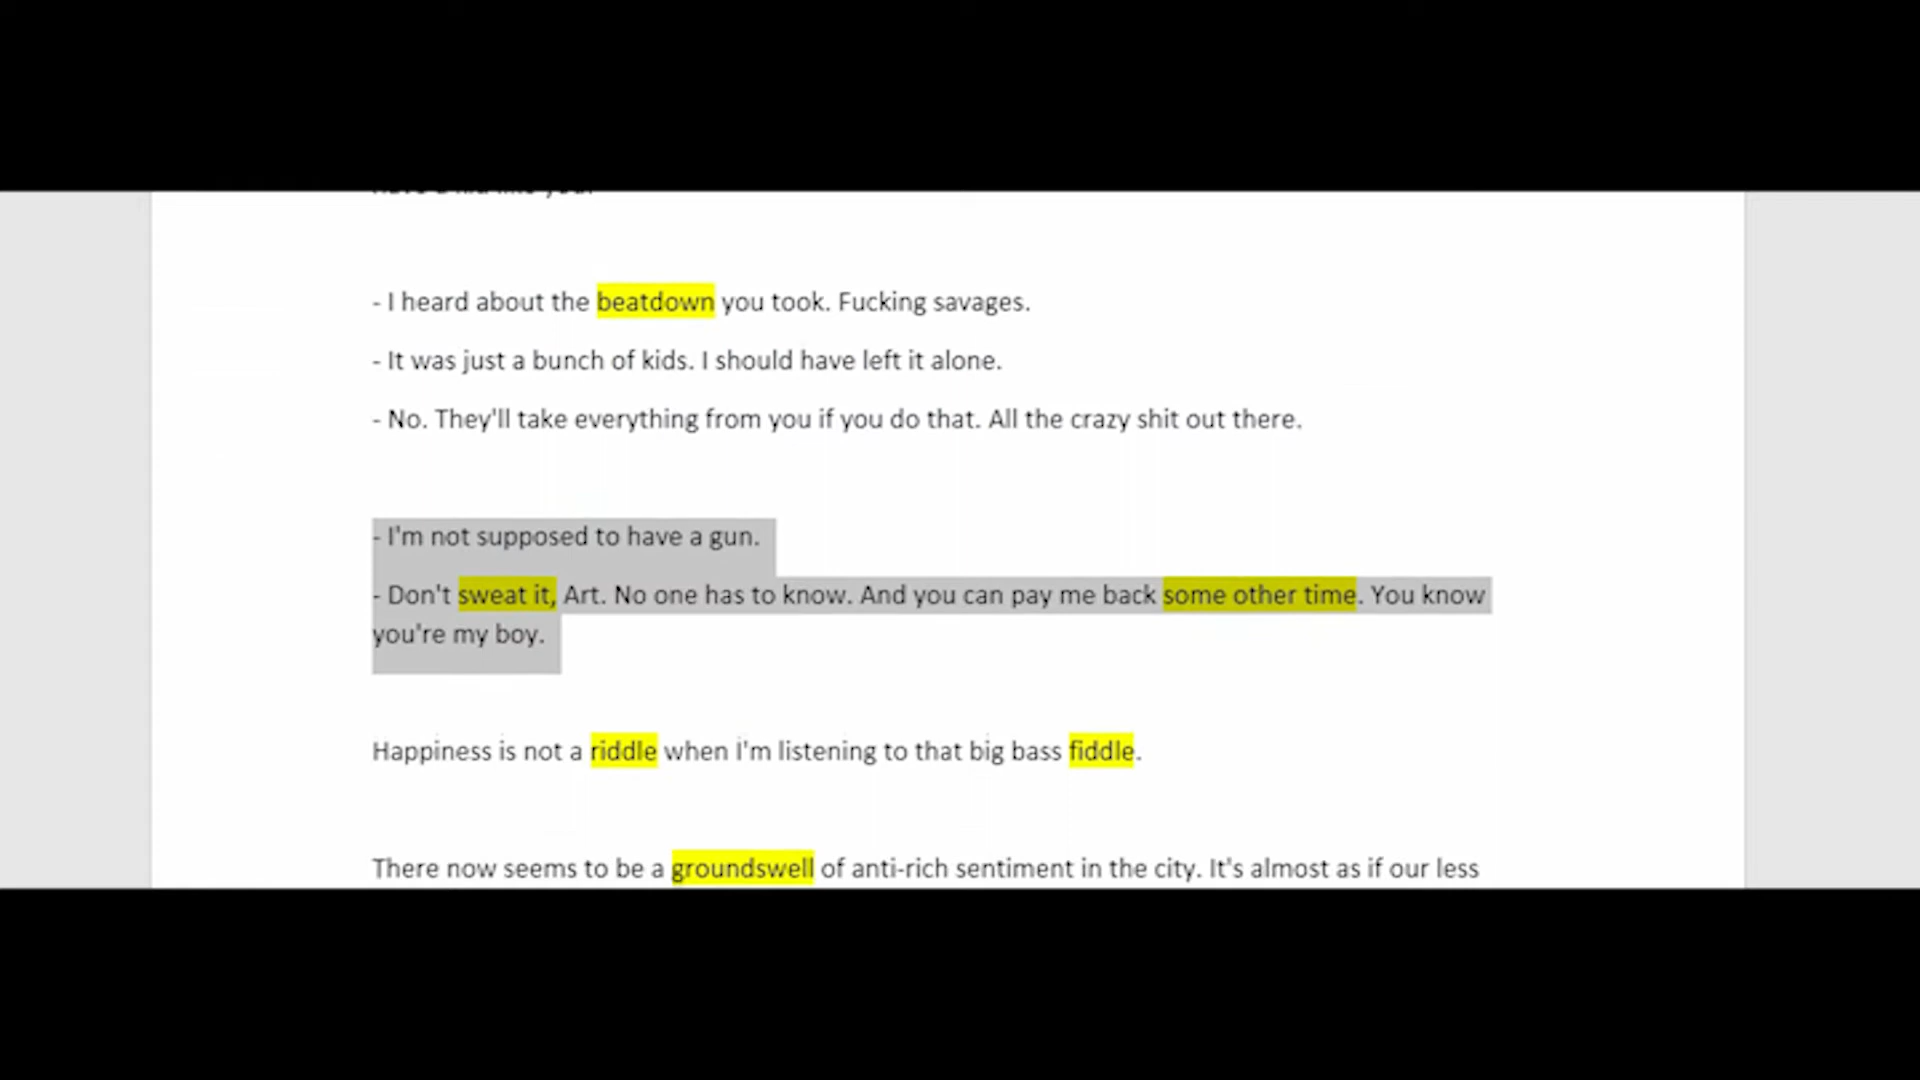 - I heard about the beatdown you took. Fucking savages.
- It was just a bunch of kids. I should have left it alone.
- No. They'll take everything from you if you do that. All the crazy shit out there.
- I'm not supposed to have a gun.
- Don't sweat it, Art. No one has to know. And you can pay me back some other time. You know
you're my boy.
Happiness is not a riddle when I'm listening to that big bass fiddle.
There now seems to be a groundswell of anti-rich sentiment in the city. It's almost as if our less